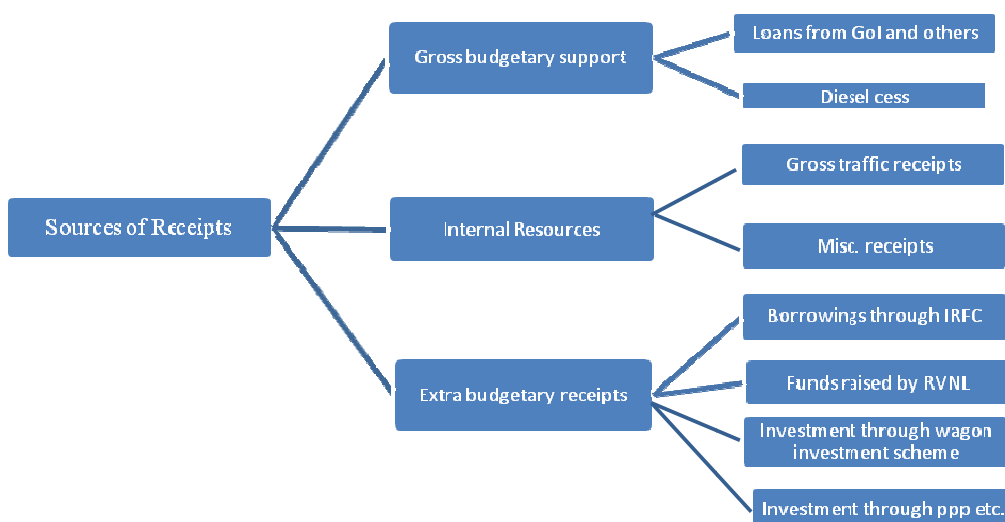 Sources of Receipts
Gross budgetary support
Loans from GoI and others
Diesel cess
Internal Resources
Gross traffic receipts
Misc. receipts
Extra budgetary receipts
Borrowings through IRFC
Funds raised by RVNL
Investment through wagon
investment scheme
Investment through ppp etc.